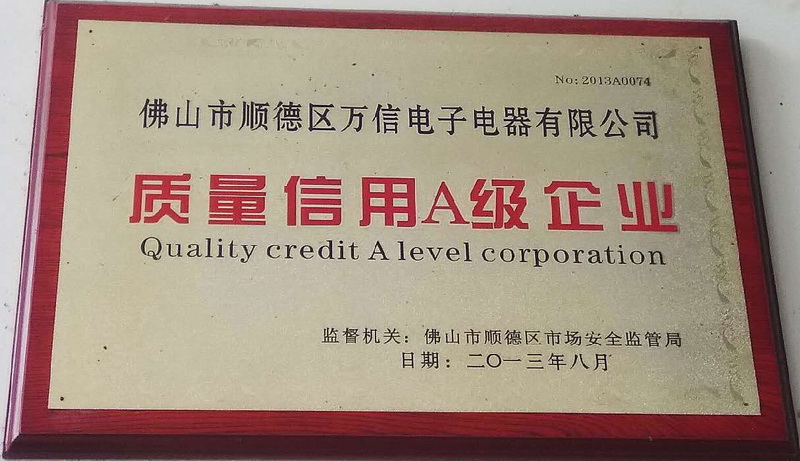 No: 2013A0074
佛山市顺德区万信电子电器有限公司
质量信用A级企业
Quality credit A level corporation
监督机关：佛山市顺德区市场安全监管局
日期：二〇一三年八月